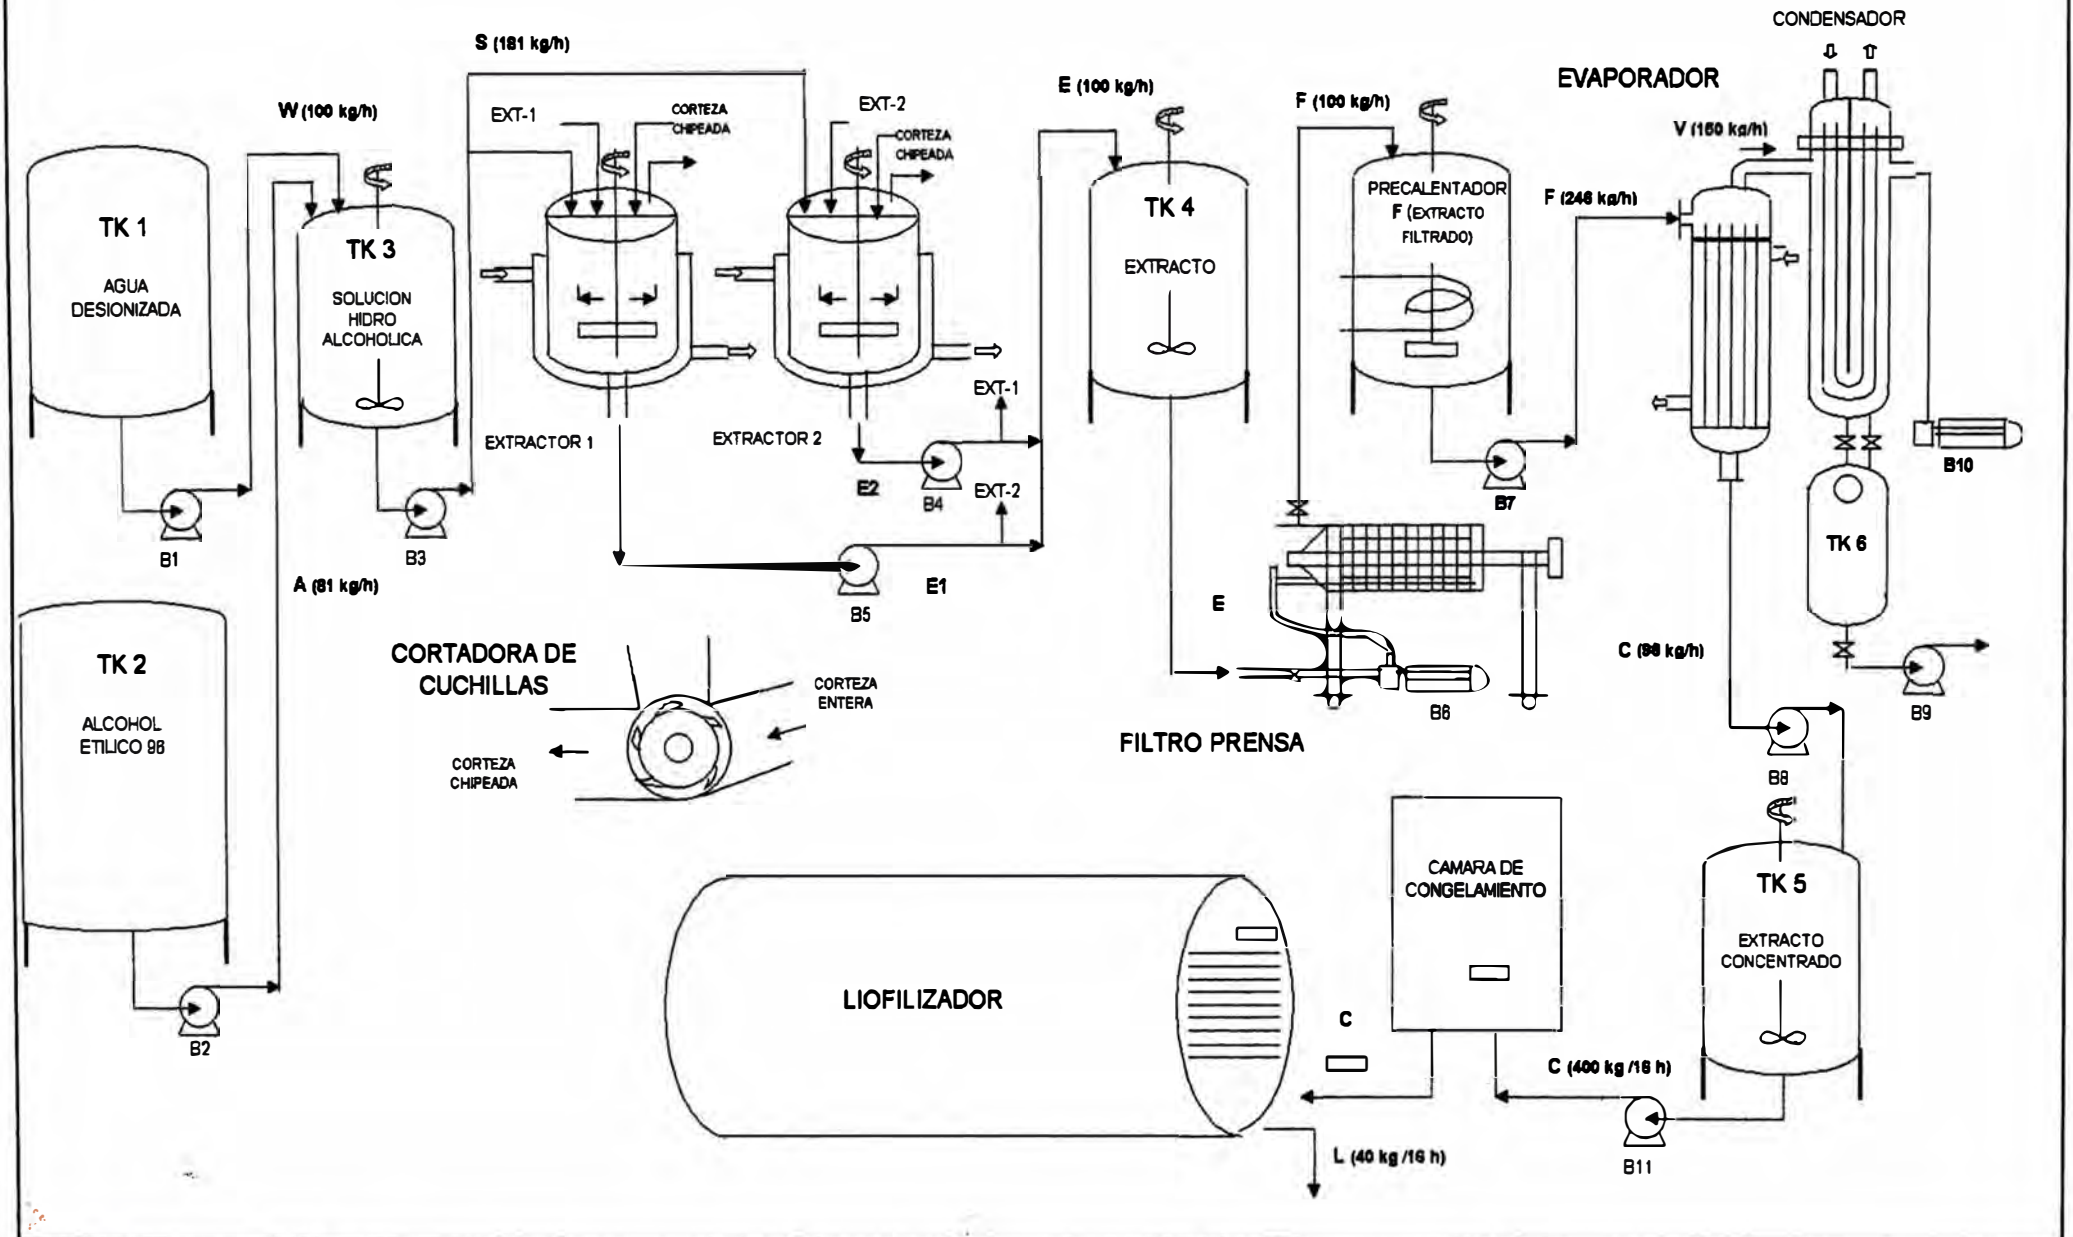 CONDENSADOR
S (181 kg/h)
EVAPORADOR
E (100 kg/h)
F (100 kg/h)
W (100 kg/h)
EXT-1
CORTEZA
CHIPEADA
EXT-2
CORTEZA
CHIPEADA
V (150 kg/h)
F (246 kg/h)
TK 1
AGUA
DESIONIZADA
TK 3
SOLUCION
HIDRO
ALCOHOLICA
TK 4
EXTRACTO
PRECALENTADOR
F (EXTRACTO
FILTRADO)
EXTRACTOR 1
EXTRACTOR 2
EXT-1
E2
B4
EXT-2
B7
B10
B1
B3
TK 6
A (81 kg/h)
B5
E1
E
TK 2
ALCOHOL
ETILICO 96
CORTADORA DE
CUCHILLAS
CORTEZA
ENTERA
CORTEZA
CHIPEADA
C (96 kg/h)
B6
B9
FILTRO PRENSA
B8
CAMARA DE
CONGELAMIENTO
TK 5
EXTRACTO
CONCENTRADO
LIOFILIZADOR
C
B2
C (400 kg /16 h)
L (40 kg /16 h)
B11